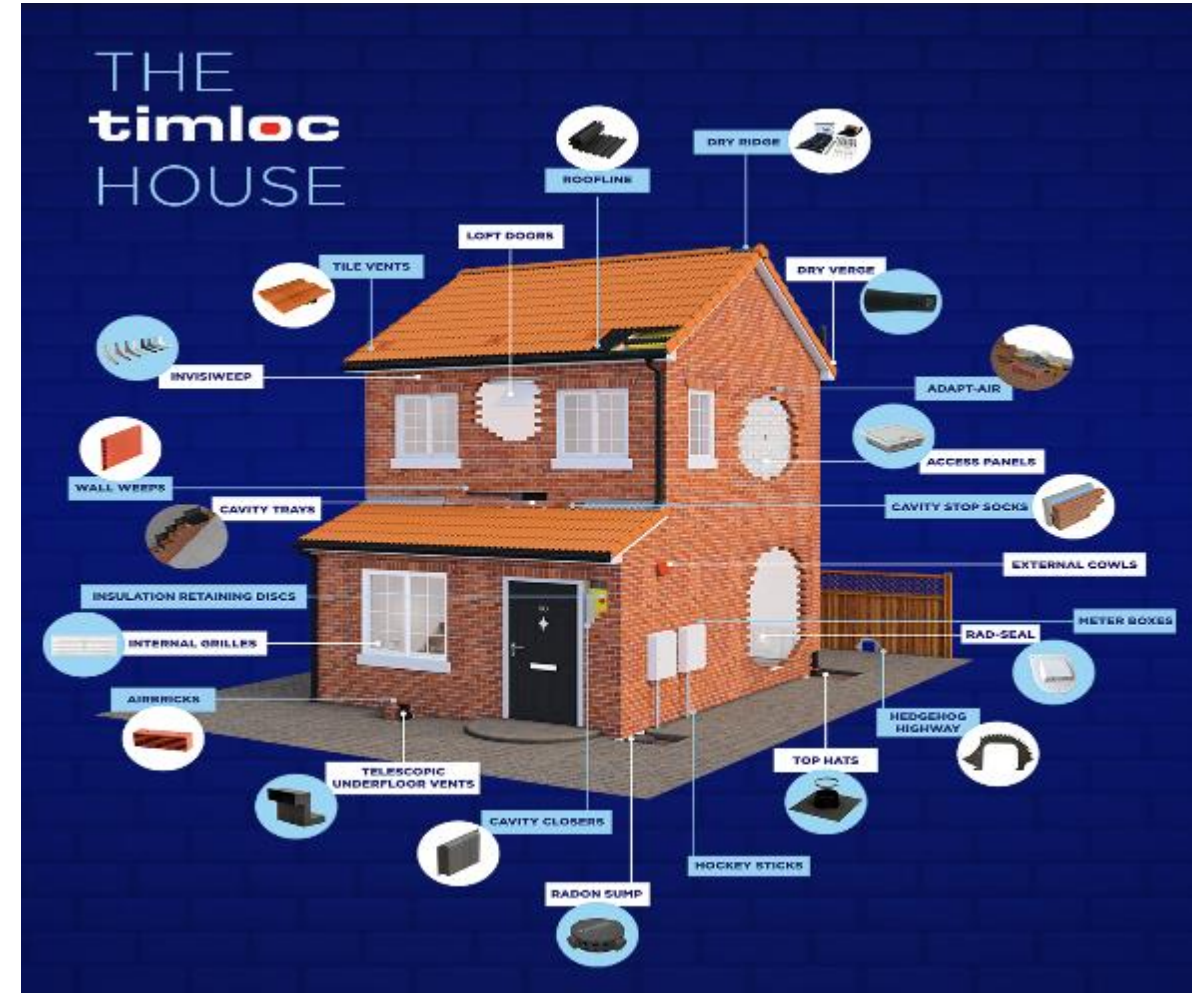 THE
timloc
HOUSE
DRY RIDGE
ROOFLINE
LOFT DOORS
TILE VENTS
DRY VERGE
INVISIWEEP
ADAPT-AIR
ACCESS PANELS
WALL WEEPS
CAVITY TRAYS
CAVITY STOP SOCKS
EXTERNAL COWLS
INSULATION RETAINING DISCS
METER BOXES
INTERNAL GRILLES
RAD-SEAL
AIRBRICKS
HEDGEHOG
HIGHWAY
TOP HATS
TELESCOPIC
UNDERFLOOR VENTS
CAVITY CLOSERS
HOCKEY STICKS
RADON SUMP